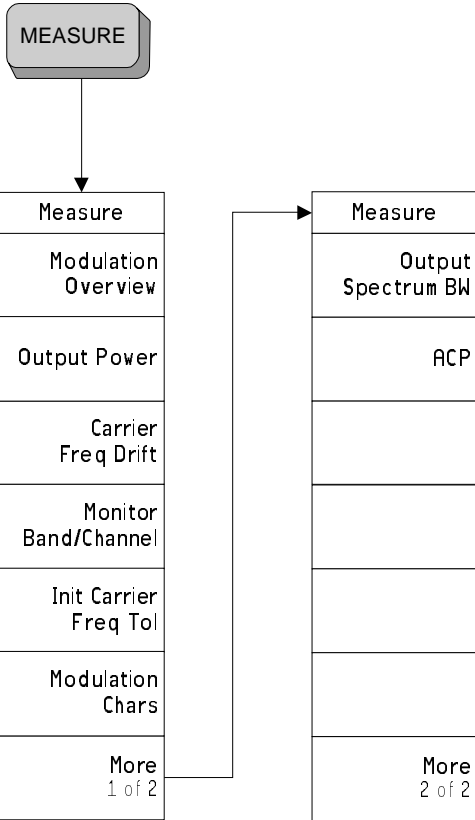 MEASURE
Measure
Modulation
Overview
Output Power
Carrier
Freq Drift
Monitor
Band/Channel
Init Carrier
Freq Tol
Modulation
Chars
More
1 of 2
Measure
Output
Spectrum BW
ACP
More
2 of 2